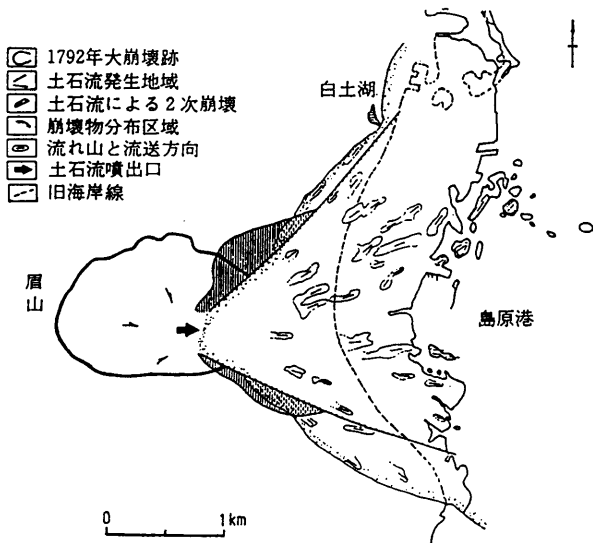 1792年大崩壊跡
土石流発生地域
土石流による2次崩壊
崩壊物分布区域
流れ山と流送方向
土石流噴出口
旧海岸線
白土湖
眉山
島原港
0 1km